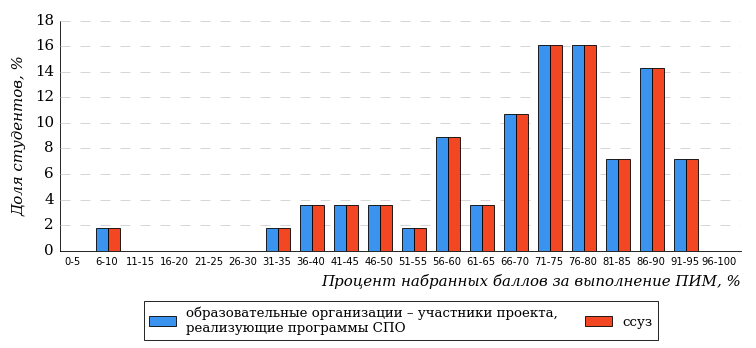 Доля студентов, %
18
16
14
12
10
8
6
4
2
0
0-5 6-10 11-15 16-20 21-25 26-30 31-35 36-40 41-45 46-50 51-55 56-60 61-65 66-70 71-75 76-80 81-85 86-90 91-95 96-100
Процент набранных баллов за выполнение ПИМ, %
образовательные организации – участники проекта,
реализующие программы СПО
ссуз